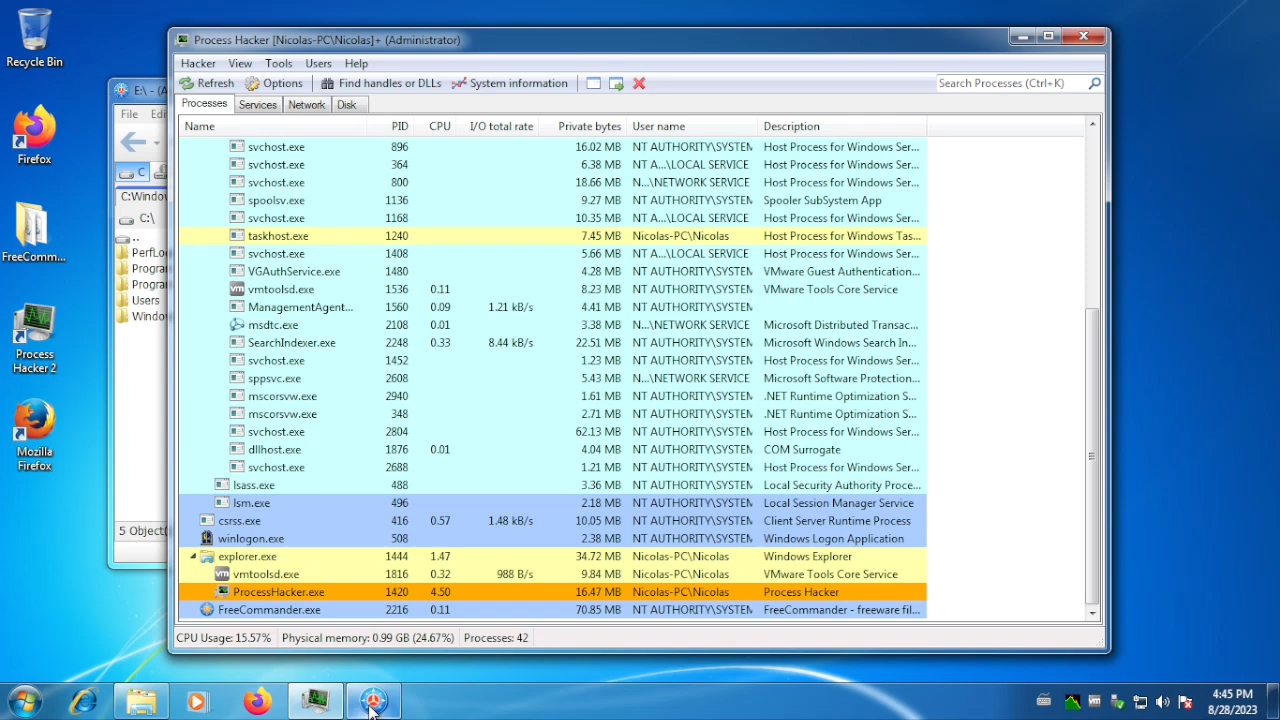 Recycle Bin
Firefox
FreeComm...
Process
Hacker 2
Mozilla
Firefox
E:\ - (A
File Edi
C
C:\Window
C:\
..
PerfLo
Program
Program
Users
Windo
5 Object(
Process Hacker [Nicolas-PC\Nicolas]+ (Administrator)
Hacker View Tools Users Help
Refresh Options Find handles or DLLs System information Search Processes (Ctrl+K)
Processes Services Network Disk
Name PID CPU I/O total rate Private bytes User name Description
svchost.exe 896 16.02 MB NT AUTHORITY\SYSTEM Host Process for Windows Ser...
svchost.exe 364 6.38 MB NT A...\LOCAL SERVICE Host Process for Windows Ser...
svchost.exe 800 18.66 MB N...\NETWORK SERVICE Host Process for Windows Ser...
spoolsv.exe 1136 9.27 MB NT AUTHORITY\SYSTEM Spooler SubSystem App
svchost.exe 1168 10.35 MB NT A...\LOCAL SERVICE Host Process for Windows Ser...
taskhost.exe 1240 7.45 MB Nicolas-PC\Nicolas Host Process for Windows Tas...
svchost.exe 1408 5.66 MB NT A...\LOCAL SERVICE Host Process for Windows Ser...
VGAuthService.exe 1480 4.28 MB NT AUTHORITY\SYSTEM VMware Guest Authentication...
vmtoolsd.exe 1536 0.11 8.23 MB NT AUTHORITY\SYSTEM VMware Tools Core Service
ManagementAgent... 1560 0.09 1.21 kB/s 4.41 MB NT AUTHORITY\SYSTEM
msdtc.exe 2108 0.01 3.38 MB N...\NETWORK SERVICE Microsoft Distributed Transac...
SearchIndexer.exe 2248 0.33 8.44 kB/s 22.51 MB NT AUTHORITY\SYSTEM Microsoft Windows Search In...
svchost.exe 1452 1.23 MB NT AUTHORITY\SYSTEM Host Process for Windows Ser...
sppsvc.exe 2608 5.43 MB N...\NETWORK SERVICE Microsoft Software Protection...
mscorsvw.exe 2940 1.61 MB NT AUTHORITY\SYSTEM .NET Runtime Optimization S...
mscorsvw.exe 348 2.71 MB NT AUTHORITY\SYSTEM .NET Runtime Optimization S...
svchost.exe 2804 62.13 MB NT AUTHORITY\SYSTEM Host Process for Windows Ser...
dllhost.exe 1876 0.01 4.04 MB NT AUTHORITY\SYSTEM COM Surrogate
svchost.exe 2688 1.21 MB NT AUTHORITY\SYSTEM Host Process for Windows Ser...
lsass.exe 488 3.36 MB NT AUTHORITY\SYSTEM Local Security Authority Proce...
lsm.exe 496 2.18 MB NT AUTHORITY\SYSTEM Local Session Manager Service
csrss.exe 416 0.57 1.48 kB/s 10.05 MB NT AUTHORITY\SYSTEM Client Server Runtime Process
winlogon.exe 508 2.38 MB NT AUTHORITY\SYSTEM Windows Logon Application
explorer.exe 1444 1.47 34.72 MB Nicolas-PC\Nicolas Windows Explorer
vmtoolsd.exe 1816 0.32 988 B/s 9.84 MB Nicolas-PC\Nicolas VMware Tools Core Service
ProcessHacker.exe 1420 4.50 16.47 MB Nicolas-PC\Nicolas Process Hacker
FreeCommander.exe 2216 0.11 70.85 MB NT AUTHORITY\SYSTEM FreeCommander - freeware fil...
CPU Usage: 15.57% Physical memory: 0.99 GB (24.67%) Processes: 42
4:45 PM
8/28/2023